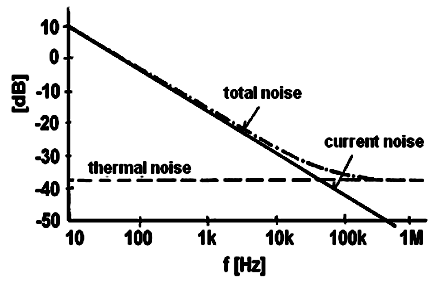 10
0
-10
-20
-30
-40
-50
[dB]
total noise
current noise
thermal noise
10 100 1k 10k 100k 1M
f [Hz]